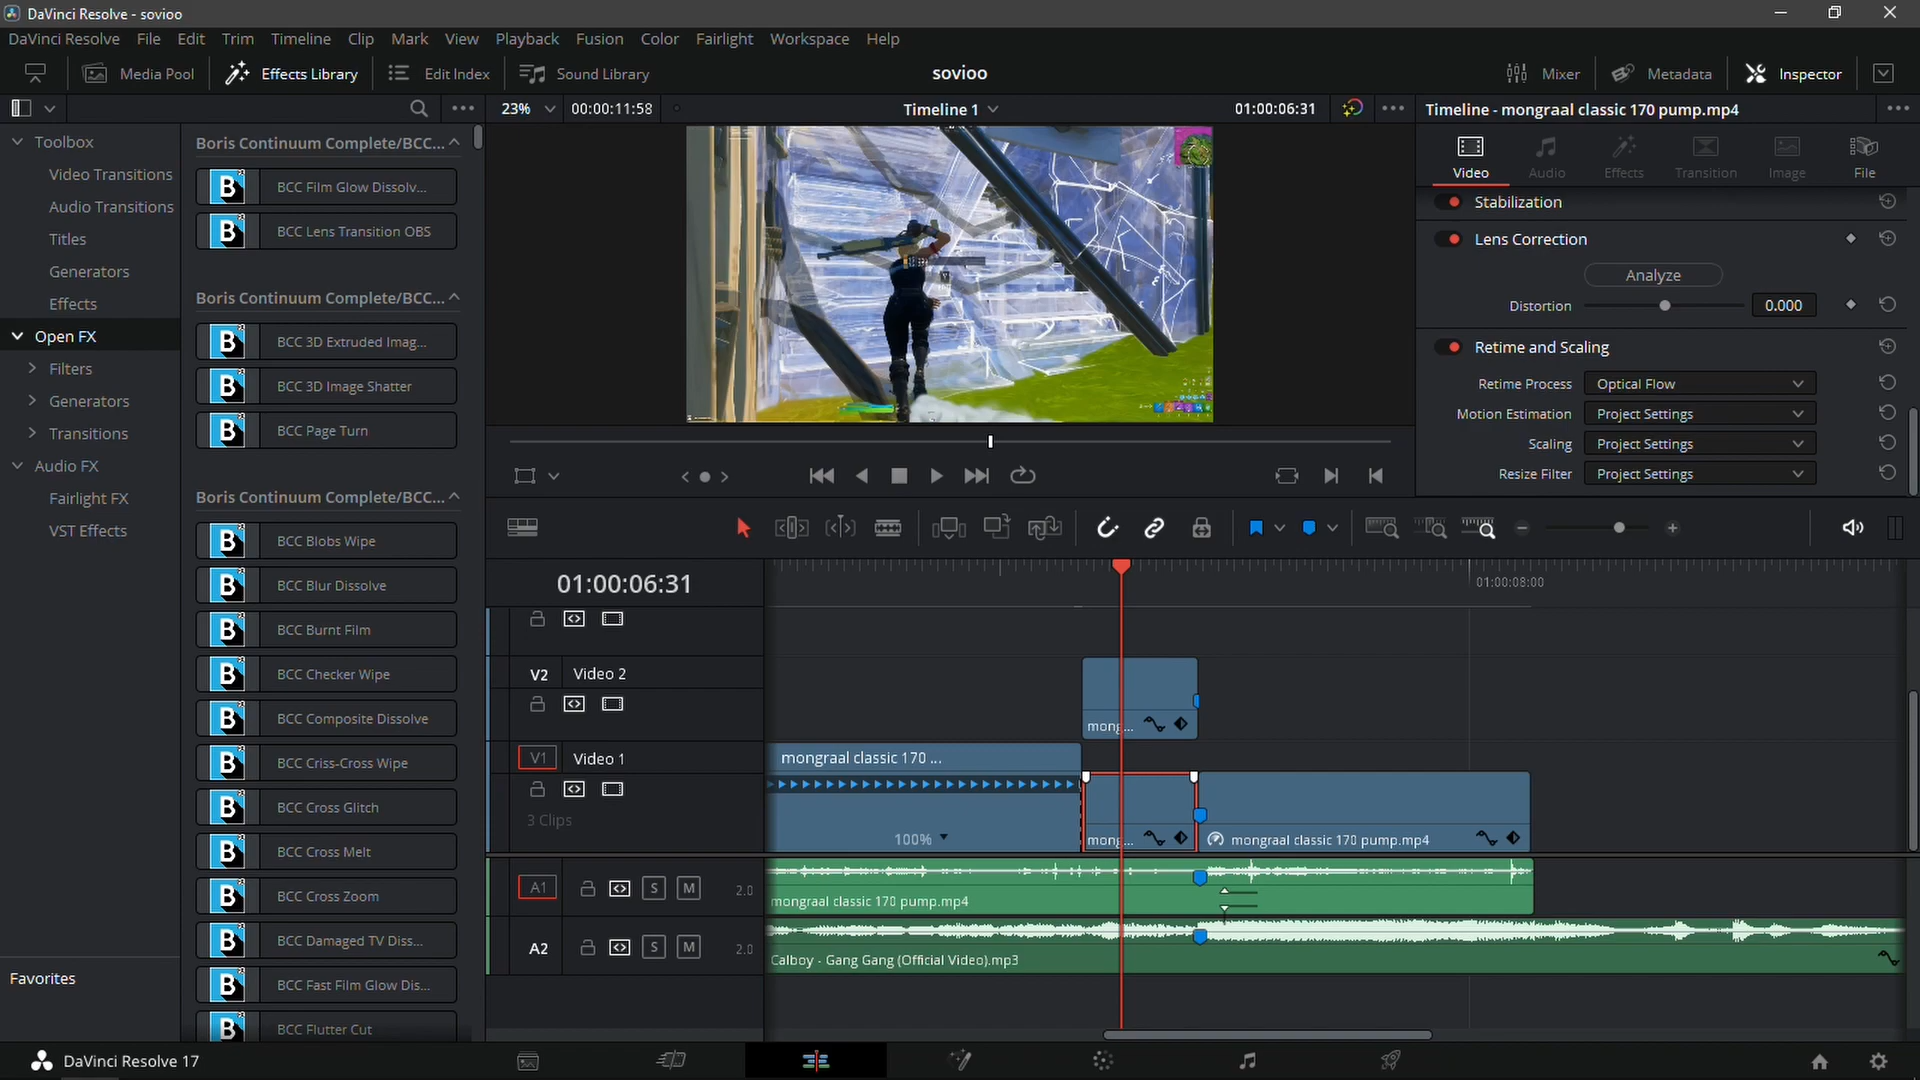 DaVinci Resolve - sovioo
DaVinci Resolve File Edit Trim Timeline Clip Mark View Playback Fusion Color Fairlight Workspace Help
Media Pool Effects Library Edit Index Sound Library sovioo Mixer Metadata Inspector
23% 00:00:11:58 Timeline 1 01:00:06:31 Timeline - mongraal classic 170 pump.mp4
Toolbox
Video Transitions
Audio Transitions
Titles
Generators
Effects
Open FX
Filters
Generators
Transitions
Audio FX
Fairlight FX
VST Effects
Favorites
Boris Continuum Complete/BCC...
BCC Film Glow Dissolv...
BCC Lens Transition OBS
Boris Continuum Complete/BCC...
BCC 3D Extruded Imag...
BCC 3D Image Shatter
BCC Page Turn
Boris Continuum Complete/BCC...
BCC Blobs Wipe
BCC Blur Dissolve
BCC Burnt Film
BCC Checker Wipe
BCC Composite Dissolve
BCC Criss-Cross Wipe
BCC Cross Glitch
BCC Cross Melt
BCC Cross Zoom
BCC Damaged TV Diss...
BCC Fast Film Glow Dis...
BCC Flutter Cut
Video Audio Effects Transition Image File
Stabilization
Lens Correction
Analyze
Distortion 0.000
Retime and Scaling
Retime Process Optical Flow
Motion Estimation Project Settings
Scaling Project Settings
Resize Filter Project Settings
01:00:06:31
01:00:08:00
V2 Video 2
mong...
V1 Video 1
mongraal classic 170 ...
3 Clips
100%
mong...
mongraal classic 170 pump.mp4
A1 S M 2.0
mongraal classic 170 pump.mp4
A2 S M 2.0
Calboy - Gang Gang (Official Video).mp3
DaVinci Resolve 17